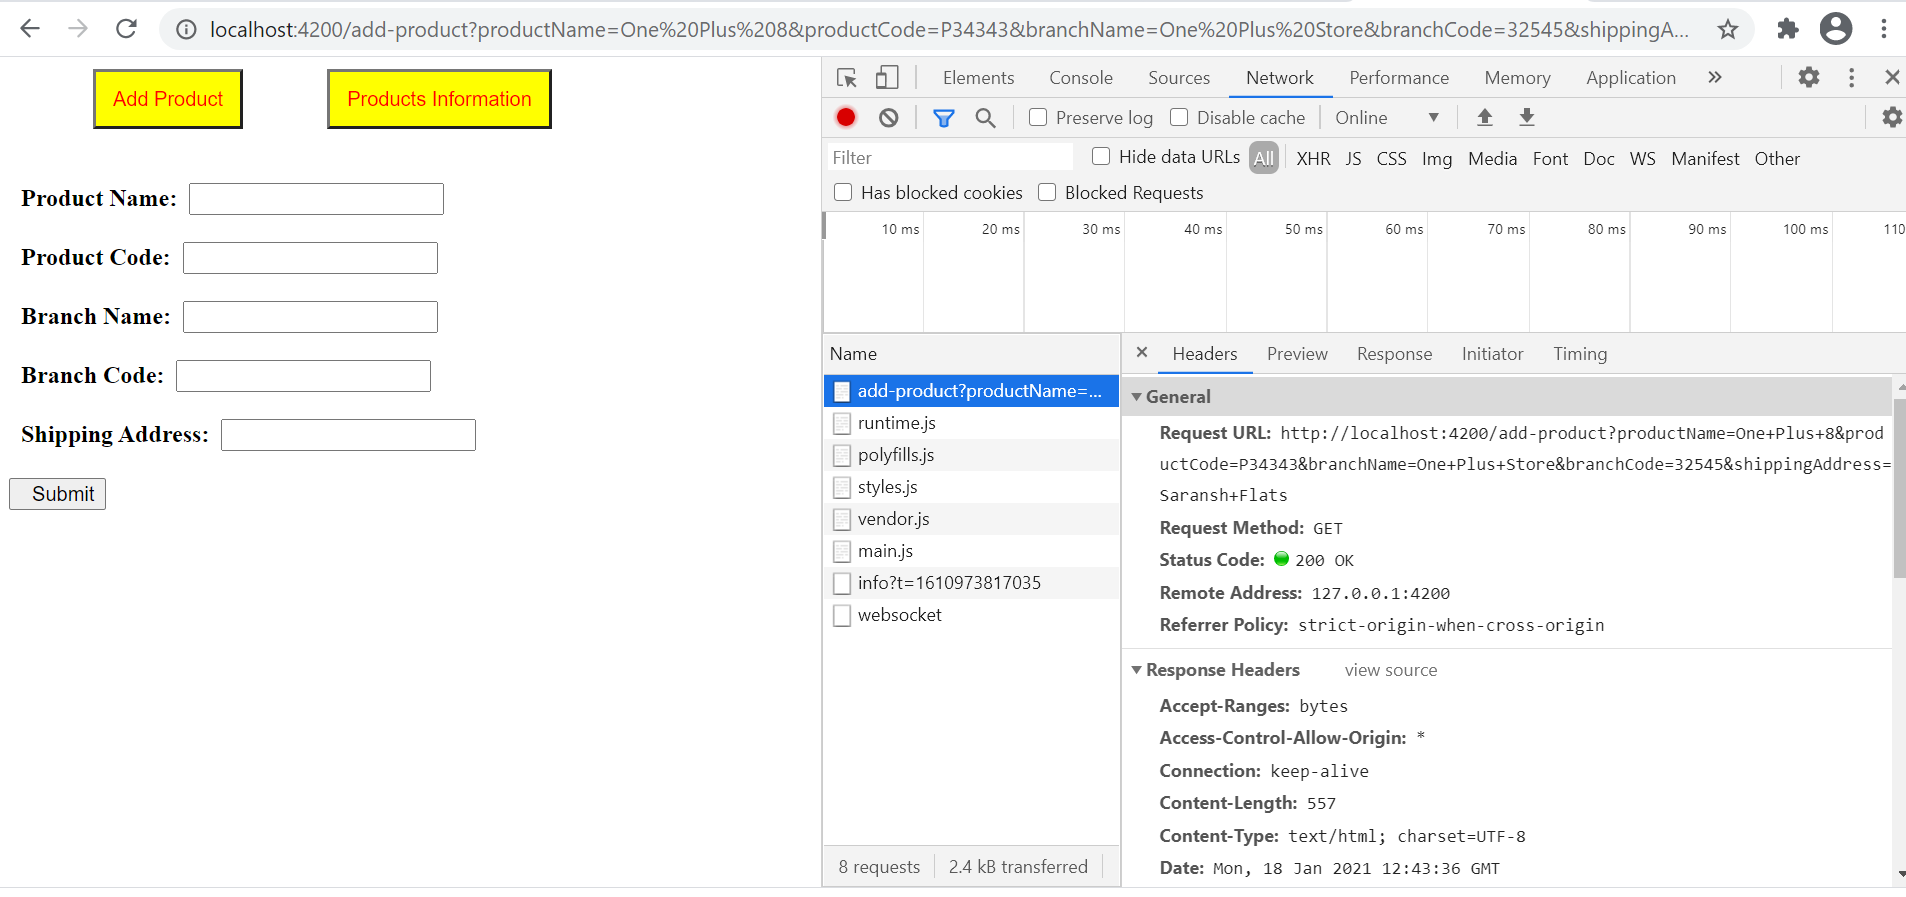 localhost:4200/add-product?productName=One%20Plus%208&productCode=P34343&branchName=One%20Plus%20Store&branchCode=32545&shippingA...
Add Product
Products Information
Product Name:
Product Code:
Branch Name:
Branch Code:
Shipping Address:
Submit
Elements Console Sources Network Performance Memory Application »
Preserve log Disable cache Online
Filter Hide data URLs All XHR JS CSS Img Media Font Doc WS Manifest Other
Has blocked cookies Blocked Requests
10 ms 20 ms 30 ms 40 ms 50 ms 60 ms 70 ms 80 ms 90 ms 100 ms 110
Name
add-product?productName=...
runtime.js
polyfills.js
styles.js
vendor.js
main.js
info?t=1610973817035
websocket
8 requests 2.4 kB transferred
Headers Preview Response Initiator Timing
General
Request URL: http://localhost:4200/add-product?productName=One+Plus+8&prod
uctCode=P34343&branchName=One+Plus+Store&branchCode=32545&shippingAddress=
Saransh+Flats
Request Method: GET
Status Code: 200 OK
Remote Address: 127.0.0.1:4200
Referrer Policy: strict-origin-when-cross-origin
Response Headers view source
Accept-Ranges: bytes
Access-Control-Allow-Origin: *
Connection: keep-alive
Content-Length: 557
Content-Type: text/html; charset=UTF-8
Date: Mon, 18 Jan 2021 12:43:36 GMT